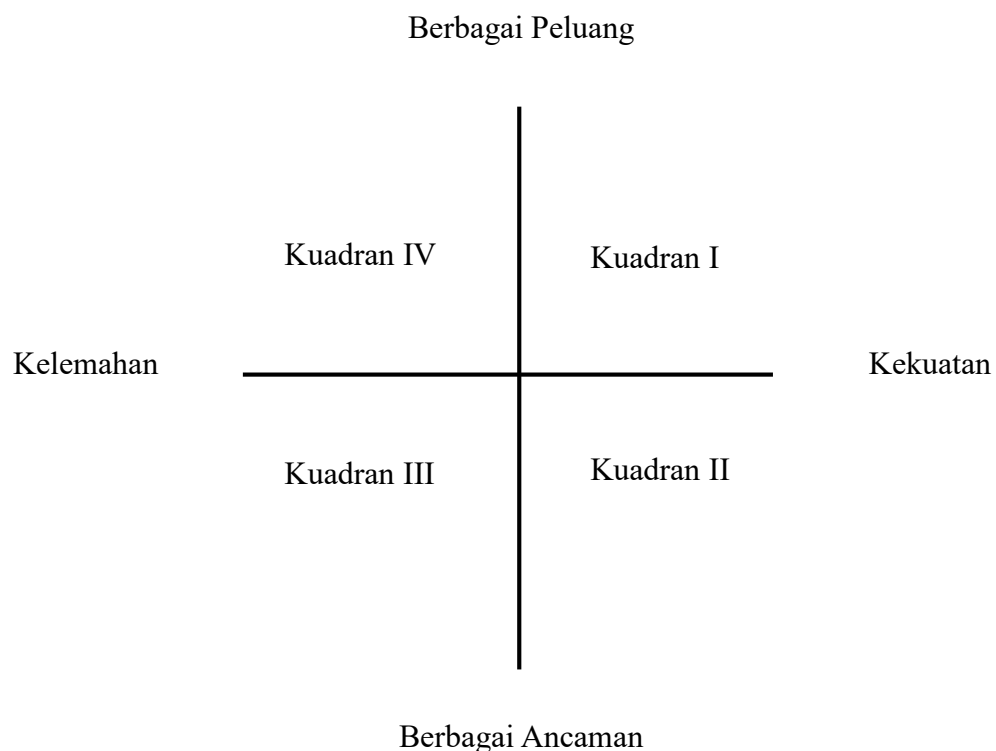 Berbagai Peluang
Kuadran IV
Kuadran I
Kelemahan
Kekuatan
Kuadran III
Kuadran II
Berbagai Ancaman